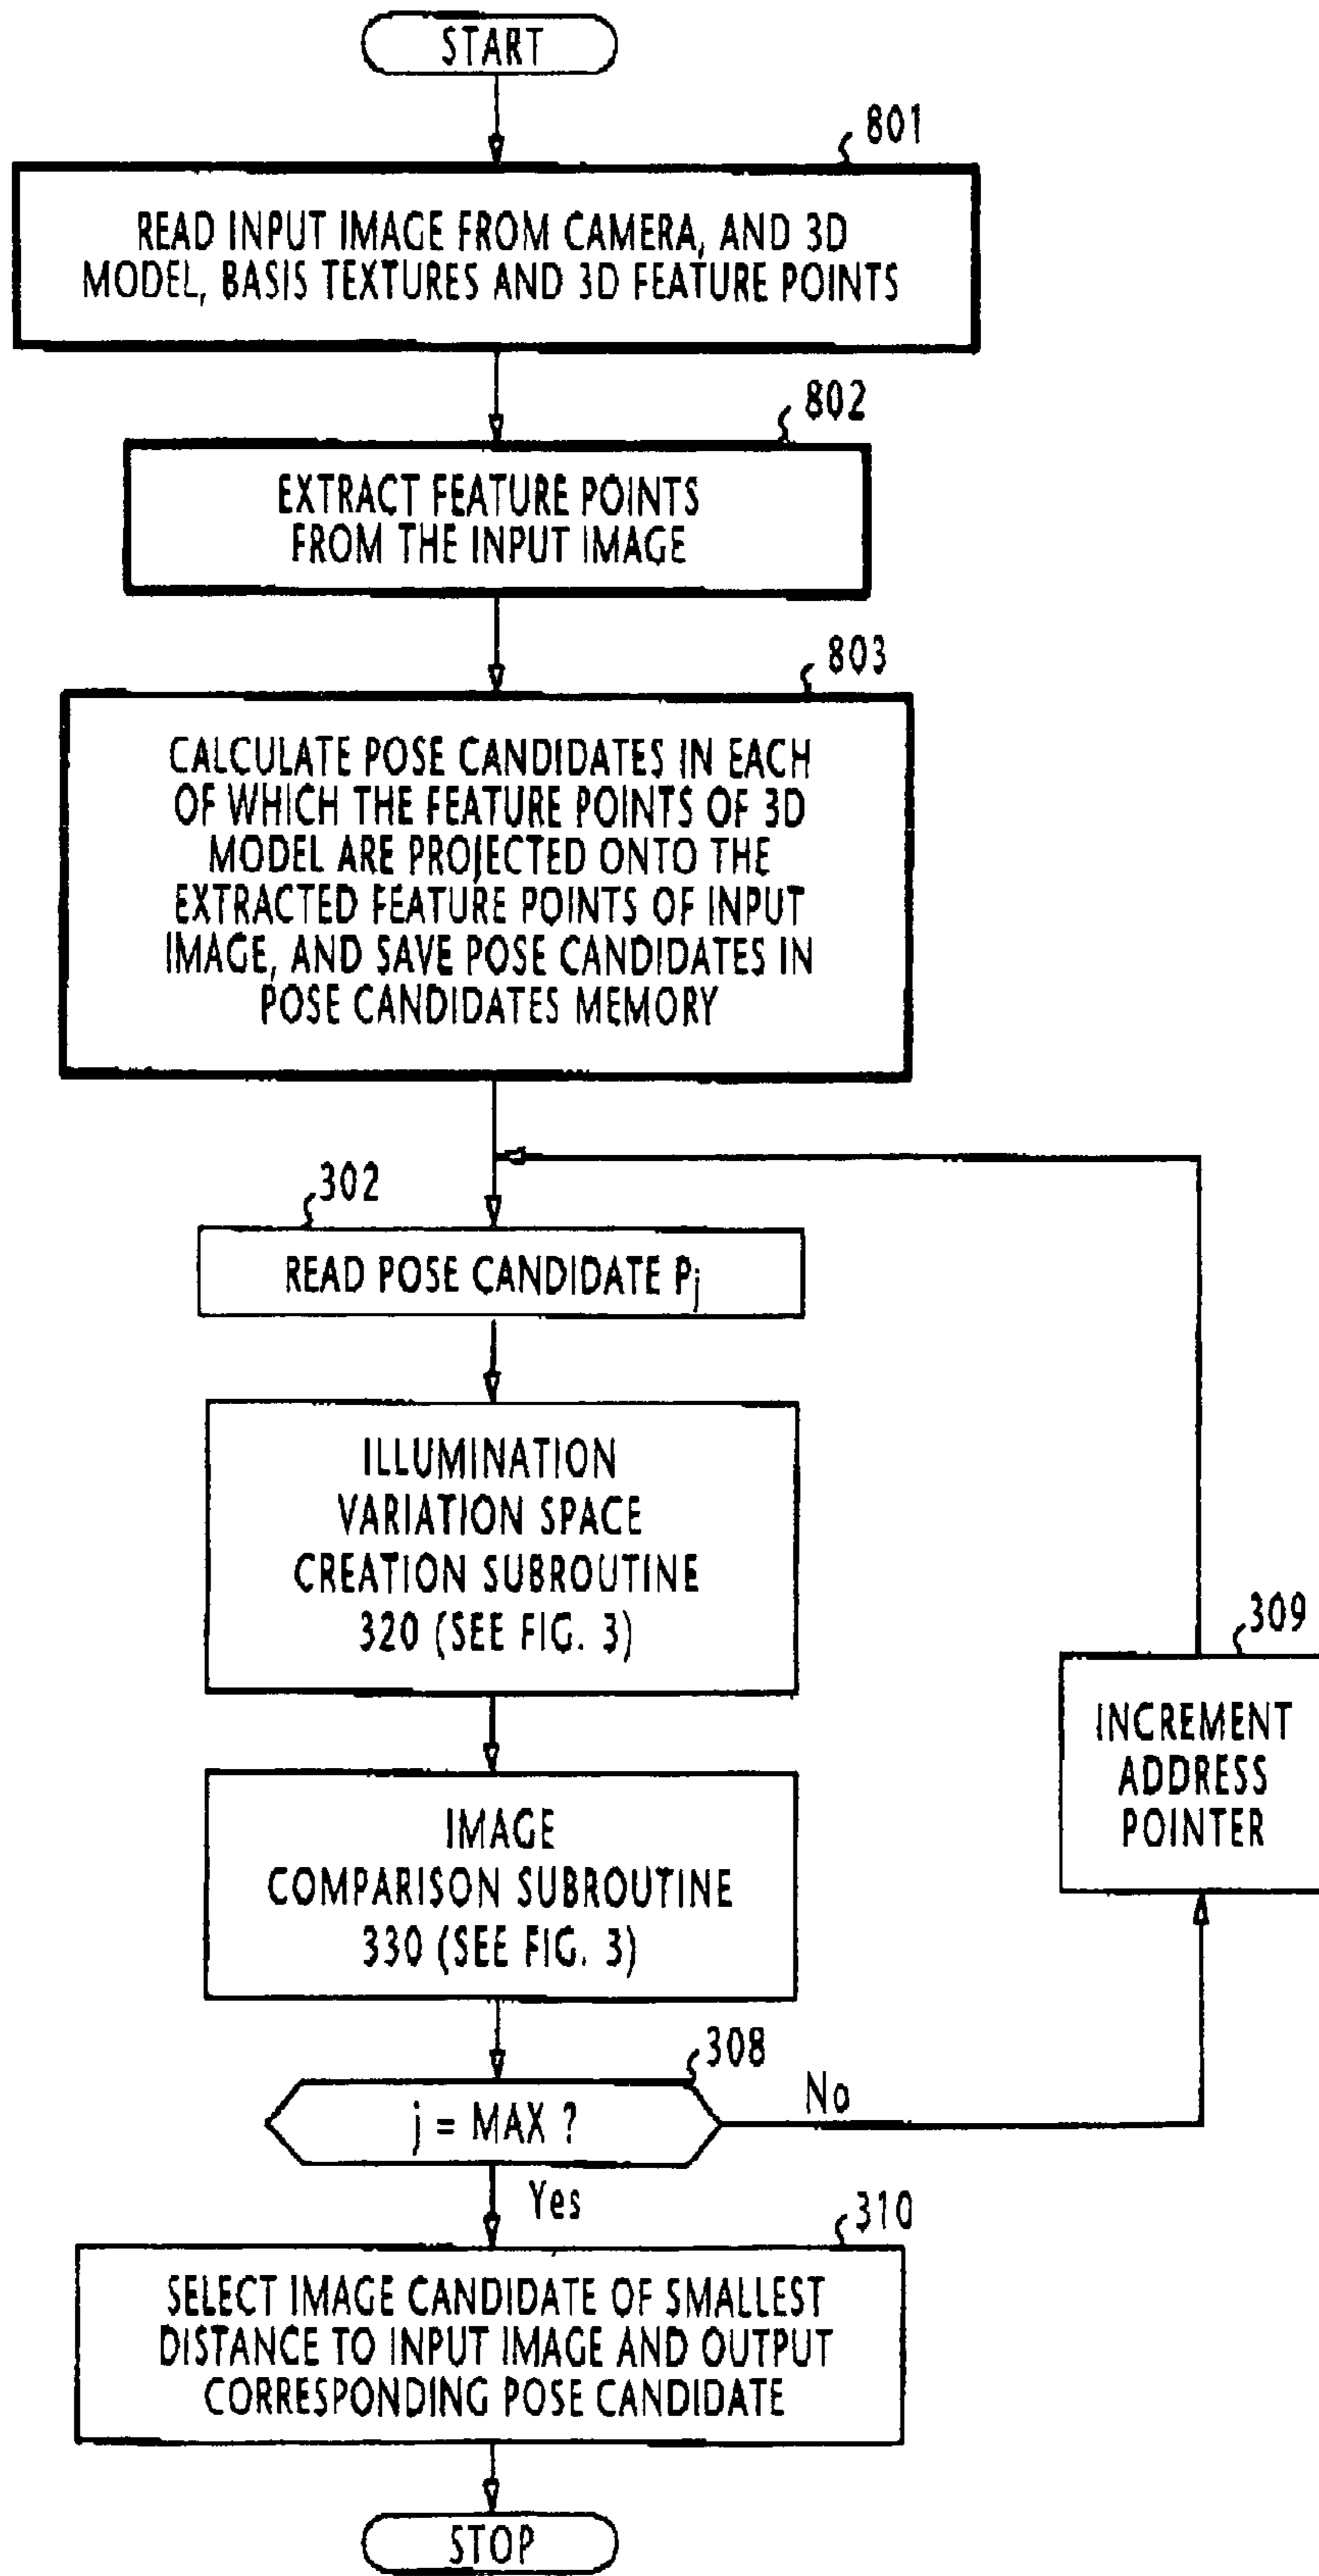 START
801
READ INPUT IMAGE FROM CAMERA, AND 3D
MODEL, BASIS TEXTURES AND 3D FEATURE POINTS
802
EXTRACT FEATURE POINTS
FROM THE INPUT IMAGE
803
CALCULATE POSE CANDIDATES IN EACH
OF WHICH THE FEATURE POINTS OF 3D
MODEL ARE PROJECTED ONTO THE
EXTRACTED FEATURE POINTS OF INPUT
IMAGE, AND SAVE POSE CANDIDATES IN
POSE CANDIDATES MEMORY
302
READ POSE CANDIDATE Pj
ILLUMINATION
VARIATION SPACE
CREATION SUBROUTINE
320 (SEE FIG. 3)
309
INCREMENT
ADDRESS
POINTER
IMAGE
COMPARISON SUBROUTINE
330 (SEE FIG. 3)
308
j = MAX ?
No
Yes
310
SELECT IMAGE CANDIDATE OF SMALLEST
DISTANCE TO INPUT IMAGE AND OUTPUT
CORRESPONDING POSE CANDIDATE
STOP